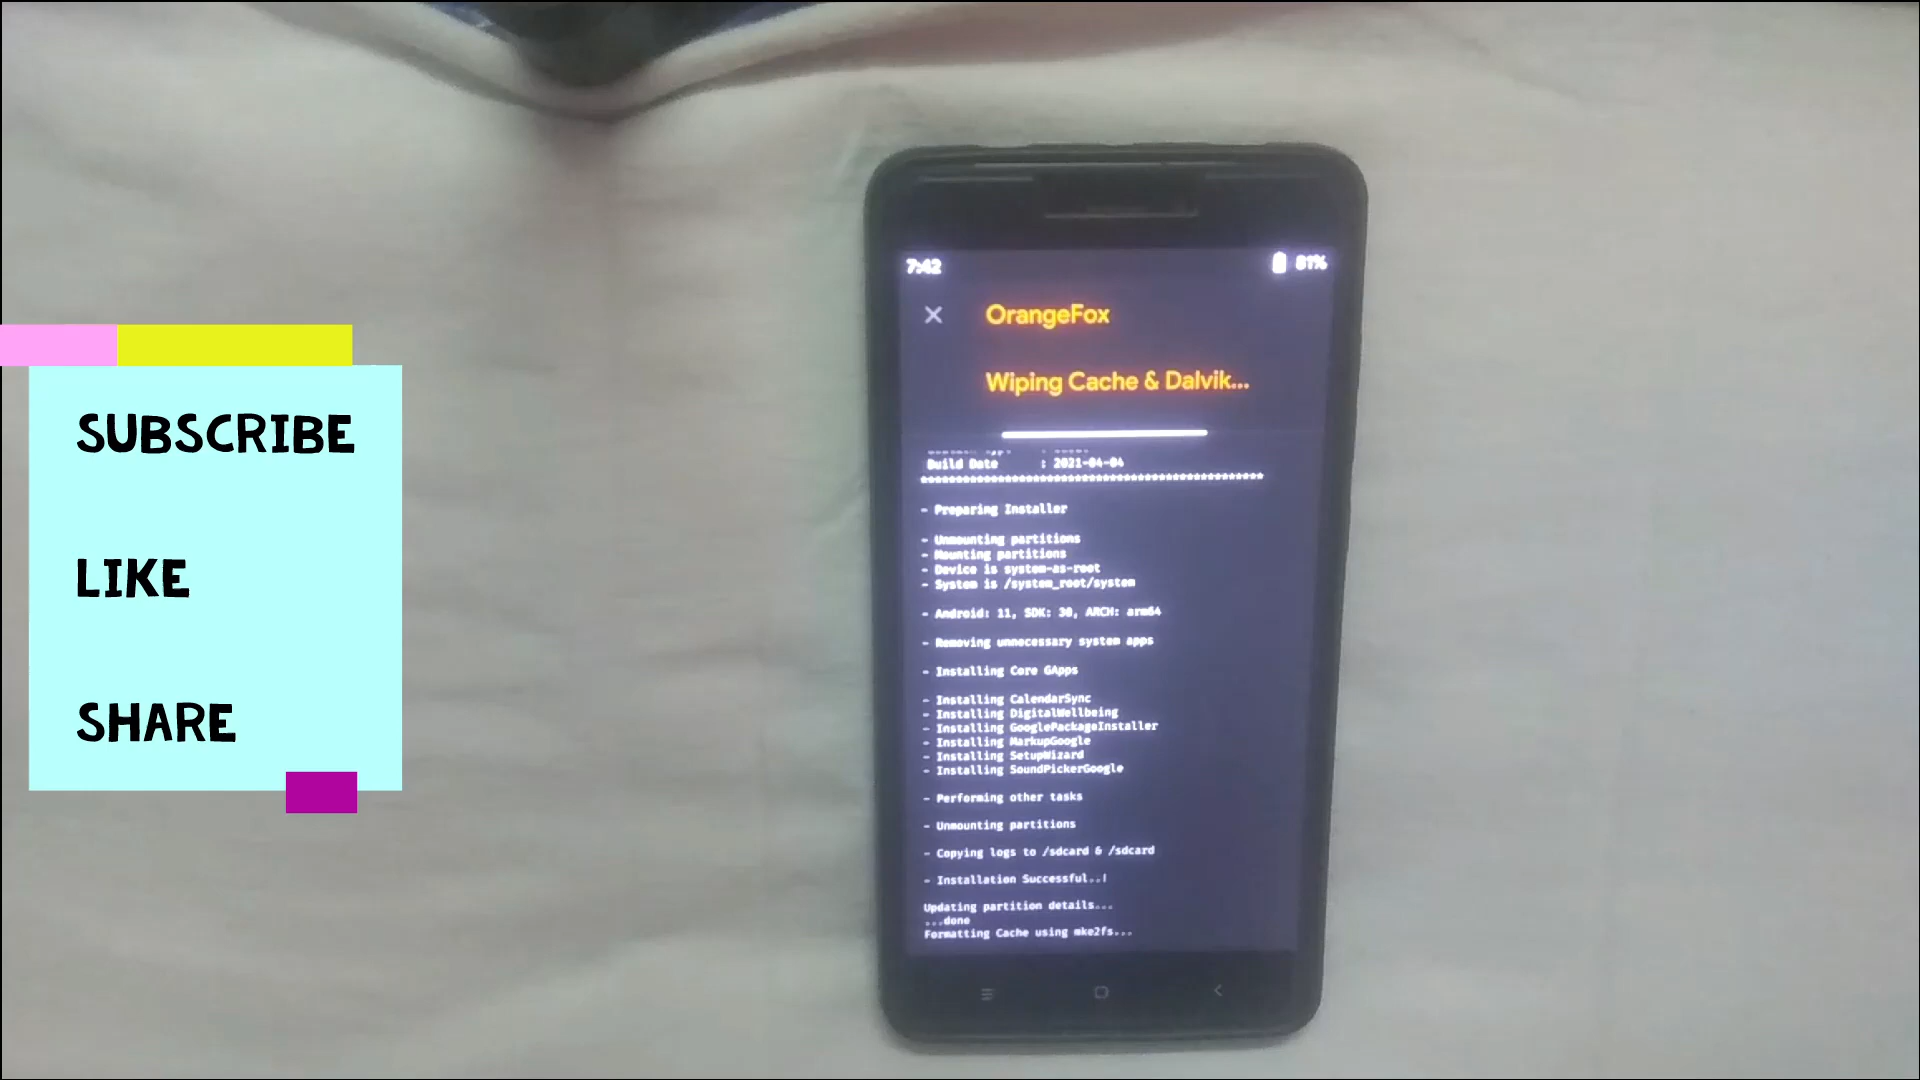 SUBSCRIBE
LIKE
SHARE
7:42
81%
OrangeFox
Wiping Cache & Dalvik...
Build Date : 2021-04-04
************************************************
- Preparing Installer
- Unmounting partitions
- Mounting partitions
- Device is system-as-root
- System is /system_root/system
- Android: 11, SDK: 30, ARCH: arm64
- Removing unnecessary system apps
- Installing Core GApps
- Installing CalendarSync
- Installing DigitalWellbeing
- Installing GooglePackageInstaller
- Installing MarkupGoogle
- Installing SetupWizard
- Installing SoundPickerGoogle
- Performing other tasks
- Unmounting partitions
- Copying logs to /sdcard & /sdcard
- Installation Successful..!
Updating partition details...
...done
Formatting Cache using mke2fs...